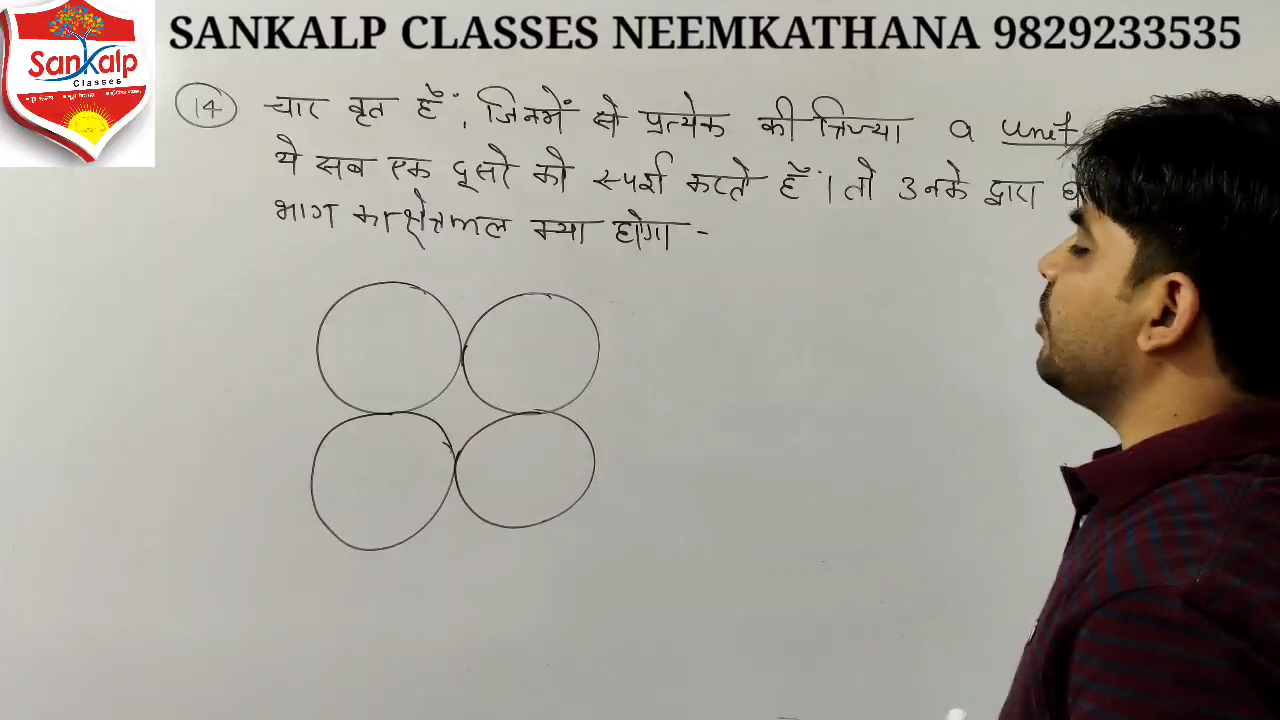 SANKALP CLASSES NEEMKATHANA 9829233535
Sankalp
Classes
14 चार वृत हैं, जिनमें से प्रत्येक की त्रिज्या a unit
ये सब एक दूसरे को स्पर्श करते हैं। तो उनके द्वारा
भाग का क्षेत्रफल क्या होगा -